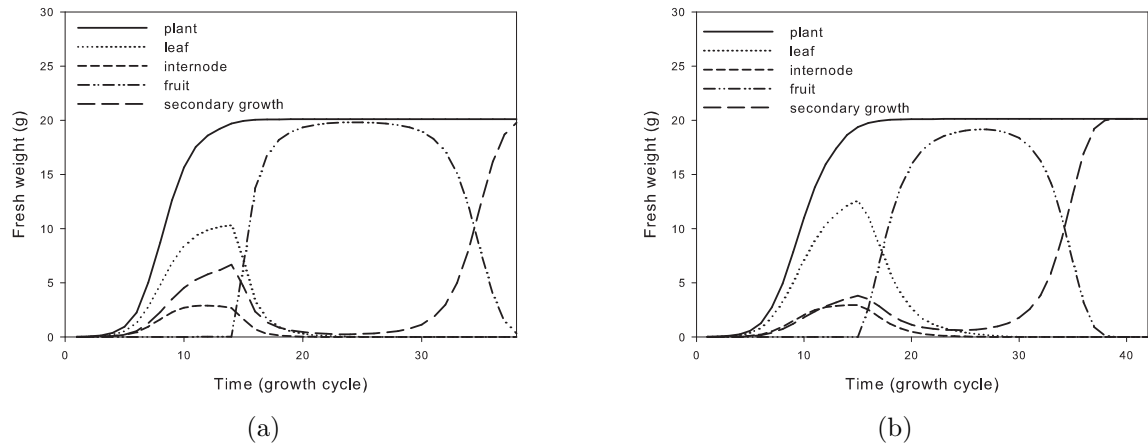 30
25
20
15
10
5
0
Fresh weight (g)
plant
leaf
internode
fruit
secondary growth
0 10 20 30
Time (growth cycle)
(a)
30
25
20
15
10
5
0
Fresh weight (g)
plant
leaf
internode
fruit
secondary growth
0 10 20 30 40
Time (growth cycle)
(b)